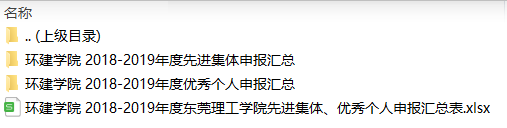 名称
.. (上级目录)
环建学院 2018-2019年度先进集体申报汇总
环建学院 2018-2019年度优秀个人申报汇总
环建学院 2018-2019年度东莞理工学院先进集体、优秀个人申报汇总表.xlsx